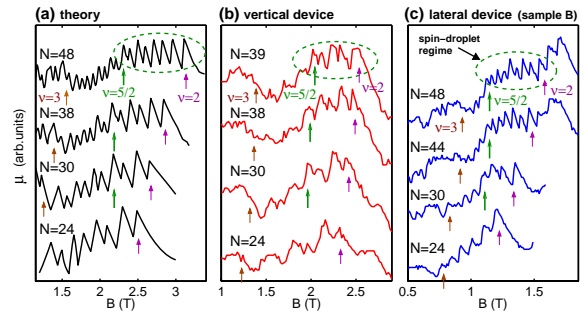 (a) theory
N=48
ν=3
ν=5/2
ν=2
N=38
N=30
N=24
1.5
2
2.5
3
B (T)
μ (arb.units)
(b) vertical device
N=39
ν=3
ν=5/2
ν=2
N=38
N=30
N=24
1
1.5
2
2.5
B (T)
(c) lateral device (sample B)
spin-droplet
regime
N=48
ν=3
ν=5/2
ν=2
N=44
N=30
N=24
0.5
1
1.5
B (T)